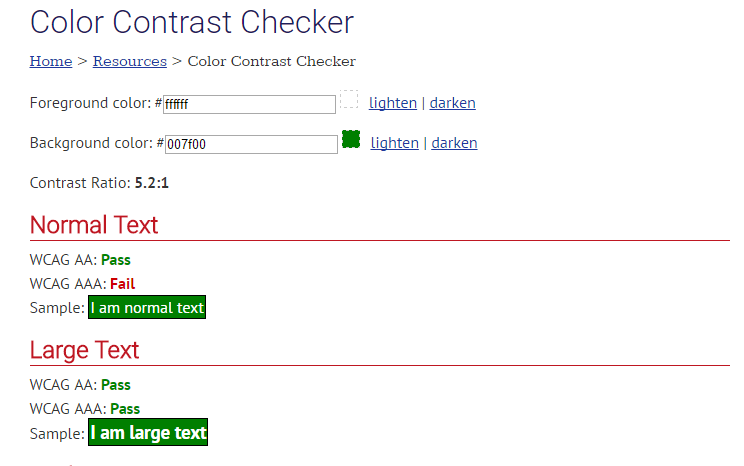 Color Contrast Checker
Home > Resources > Color Contrast Checker
Foreground color: #ffffff lighten | darken
Background color: #007f00 lighten | darken
Contrast Ratio: 5.2:1
Normal Text
WCAG AA: Pass
WCAG AAA: Fail
Sample: I am normal text
Large Text
WCAG AA: Pass
WCAG AAA: Pass
Sample: I am large text